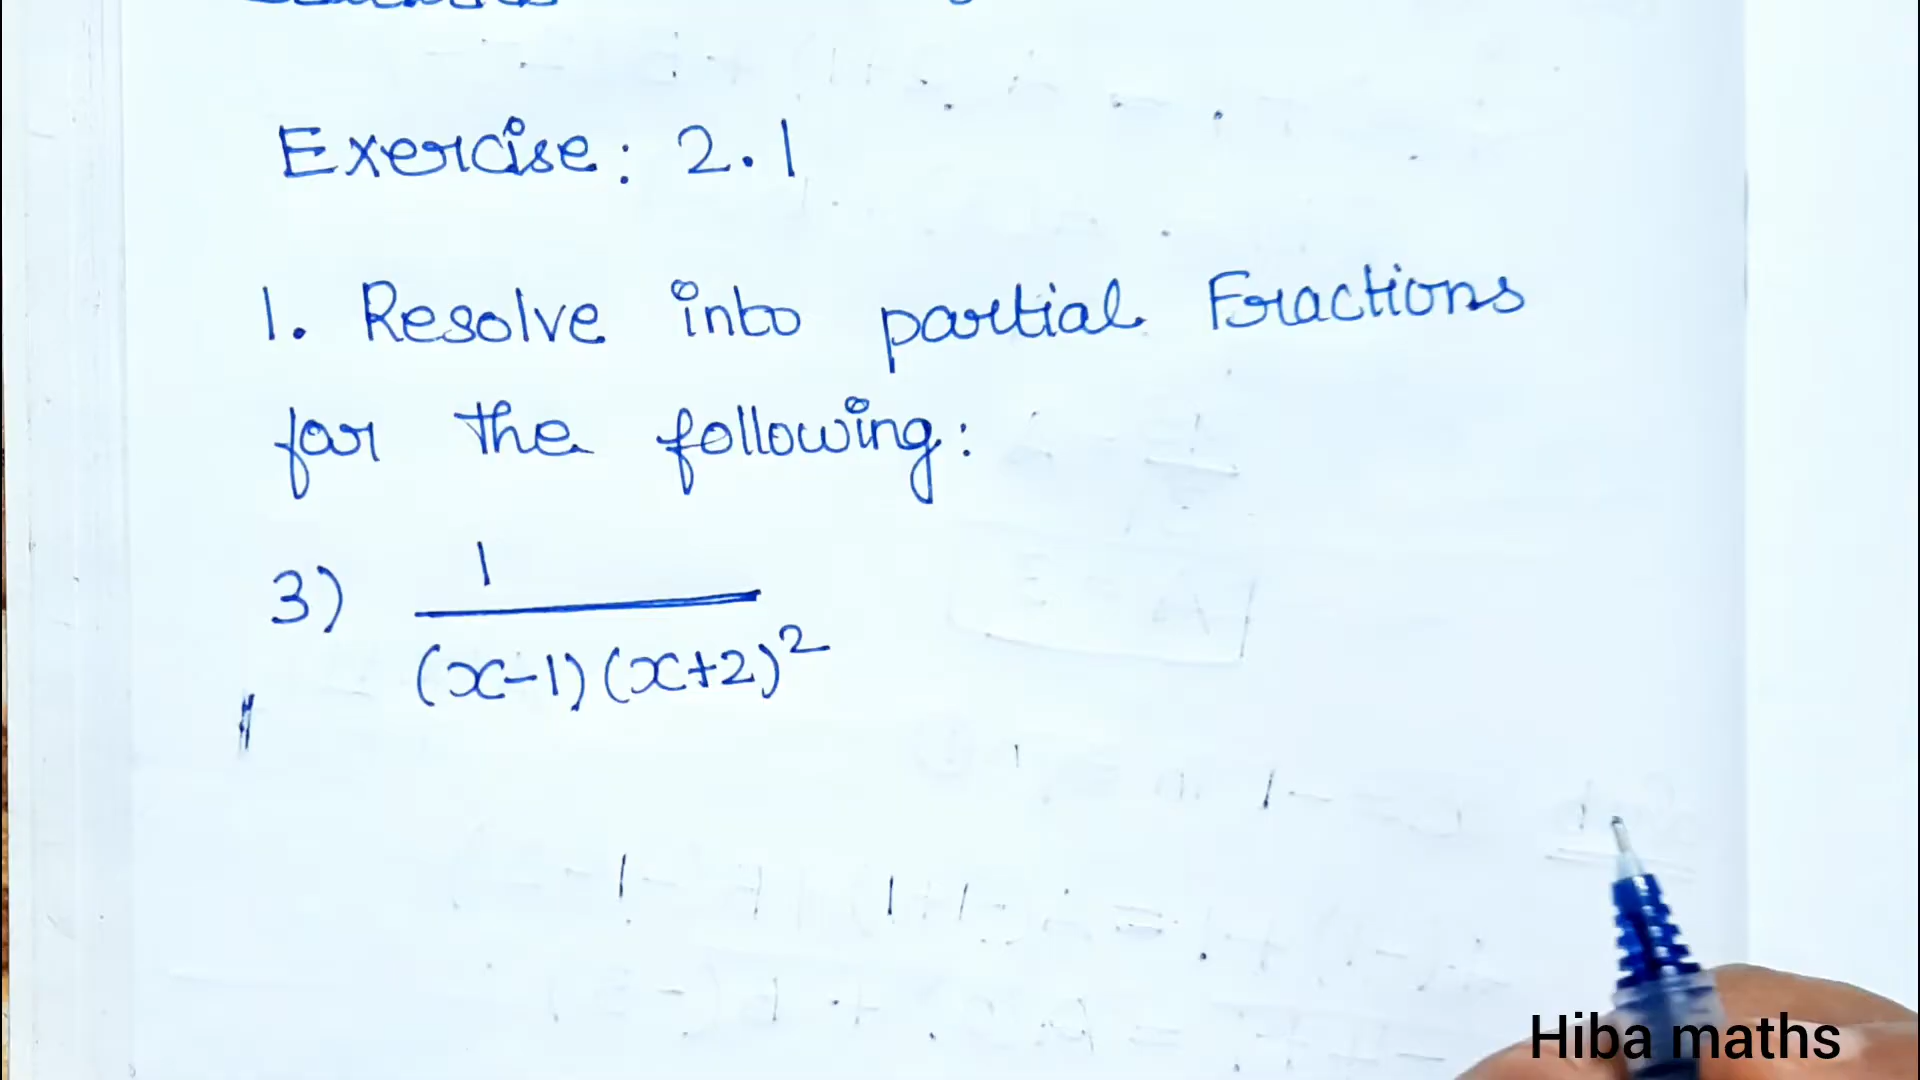 Exercise: 2.1
1. Resolve into partial Fractions
for the following:
3) 1
(x-1)(x+2)²
Hiba maths